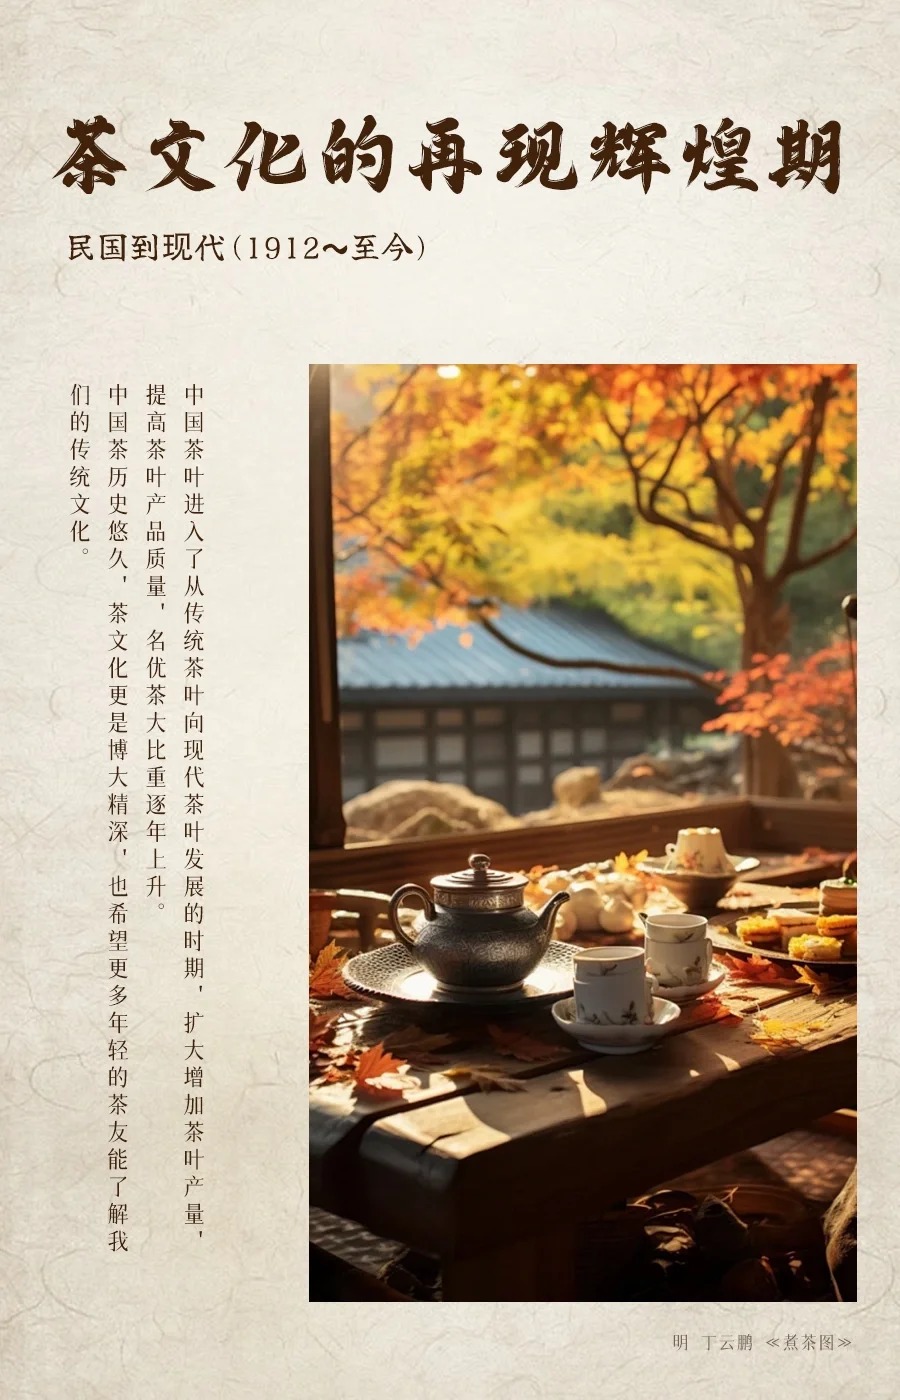 茶文化的再现辉煌期
民国到现代(1912～至今)
中国茶叶进入了从传统茶叶向现代茶叶发展的时期，扩大增加茶叶产量，
提高茶叶产品质量，名优茶大比重逐年上升。
中国茶历史悠久，茶文化更是博大精深，也希望更多年轻的茶友能了解我
们的传统文化。
明 丁云鹏 ≪煮茶图≫